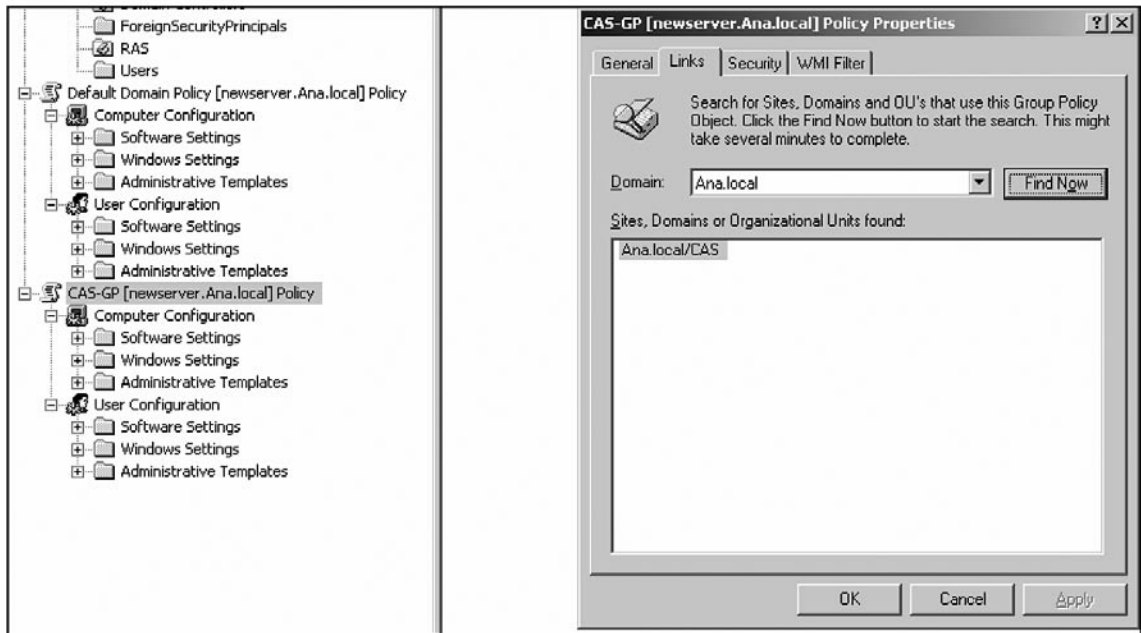 ForeignSecurityPrincipals
RAS
Users
Default Domain Policy [newserver.Ana.local] Policy
Computer Configuration
Software Settings
Windows Settings
Administrative Templates
User Configuration
Software Settings
Windows Settings
Administrative Templates
CAS-GP [newserver.Ana.local] Policy
Computer Configuration
Software Settings
Windows Settings
Administrative Templates
User Configuration
Software Settings
Windows Settings
Administrative Templates
CAS-GP [newserver.Ana.local] Policy Properties
General Links Security WMI Filter
Search for Sites, Domains and OU's that use this Group Policy
Object. Click the Find Now button to start the search. This might
take several minutes to complete.
Domain: Ana.local Find Now
Sites, Domains or Organizational Units found:
Ana.local/CAS
OK Cancel Apply